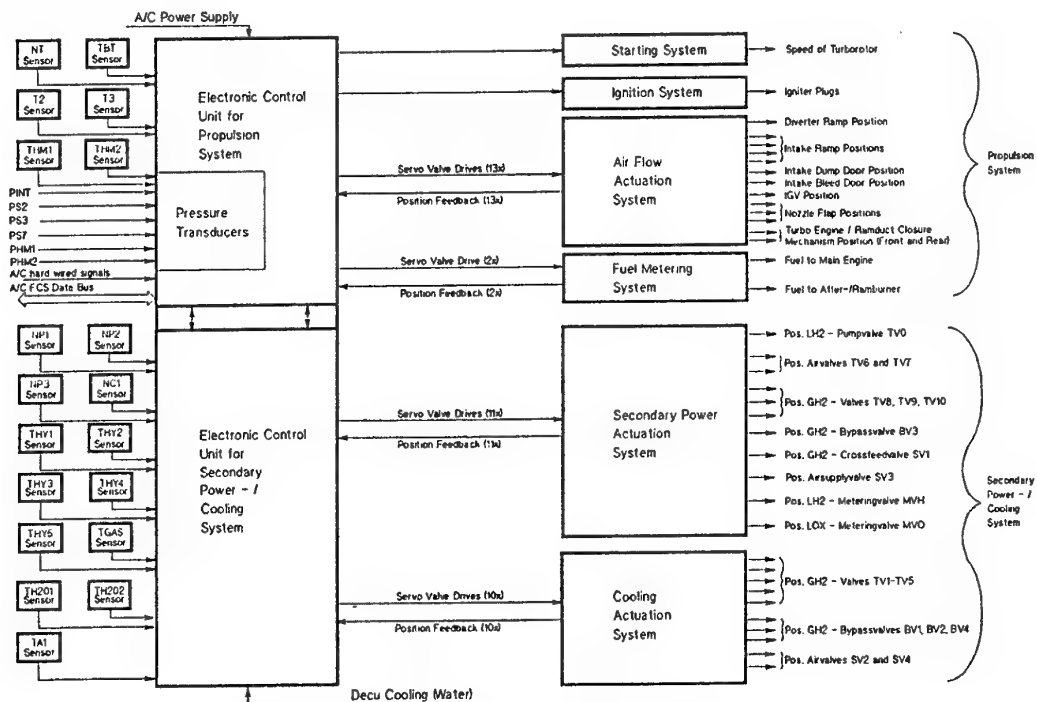 A/C Power Supply
NT
Sensor
TBT
Sensor
T2
Sensor
T3
Sensor
THM1
Sensor
THM2
Sensor
PINT
PS2
PS3
PS7
PHM1
PHM2
A/C hard wired signals
A/C FCS Data Bus
Electronic Control
Unit for
Propulsion
System
Pressure
Transducers
Servo Valve Drives (13x)
Position Feedback (13x)
Servo Valve Drive (2x)
Position Feedback (2x)
Starting System
Ignition System
Air Flow
Actuation
System
Fuel Metering
System
Speed of Turborotor
Igniter Plugs
Diverter Ramp Position
Intake Ramp Positions
Intake Dump Door Position
Intake Bleed Door Position
IGV Position
Nozzle Flap Positions
Turbo Engine / Ramduct Closure
Mechanism Position (Front and Rear)
Fuel to Main Engine
Fuel to After-/Ramburner
Propulsion
System
NP1
Sensor
NP2
Sensor
NP3
Sensor
NC1
Sensor
THY1
Sensor
THY2
Sensor
THY3
Sensor
THY4
Sensor
THY5
Sensor
TGAS
Sensor
TH201
Sensor
TH202
Sensor
TA1
Sensor
Electronic Control
Unit for
Secondary
Power - /
Cooling
System
Servo Valve Drives (11x)
Position Feedback (11x)
Servo Valve Drives (10x)
Position Feedback (10x)
Secondary Power
Actuation
System
Cooling
Actuation
System
Pos. LH2 - Pumpvalve TV0
Pos. Airvalves TV6 and TV7
Pos. GH2 - Valves TV8, TV9, TV10
Pos. GH2 - Bypassvalve BV3
Pos. GH2 - Crossfeedvalve SV1
Pos. Airsupplyvalve SV3
Pos. LH2 - Meteringvalve MVH
Pos. LOX - Meteringvalve MVO
Pos. GH2 - Valves TV1-TV5
Pos. GH2 - Bypassvalves BV1, BV2, BV4
Pos. Airvalves SV2 and SV4
Secondary
Power - /
Cooling
System
Decu Cooling (Water)